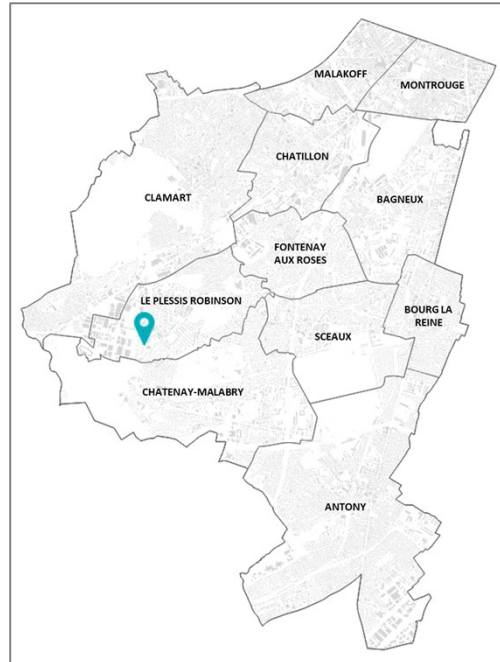 MALAKOFF
MONTROUGE
CHATILLON
CLAMART
BAGNEUX
FONTENAY
AUX ROSES
LE PLESSIS ROBINSON
SCEAUX
BOURG LA
REINE
CHATENAY-MALABRY
ANTONY